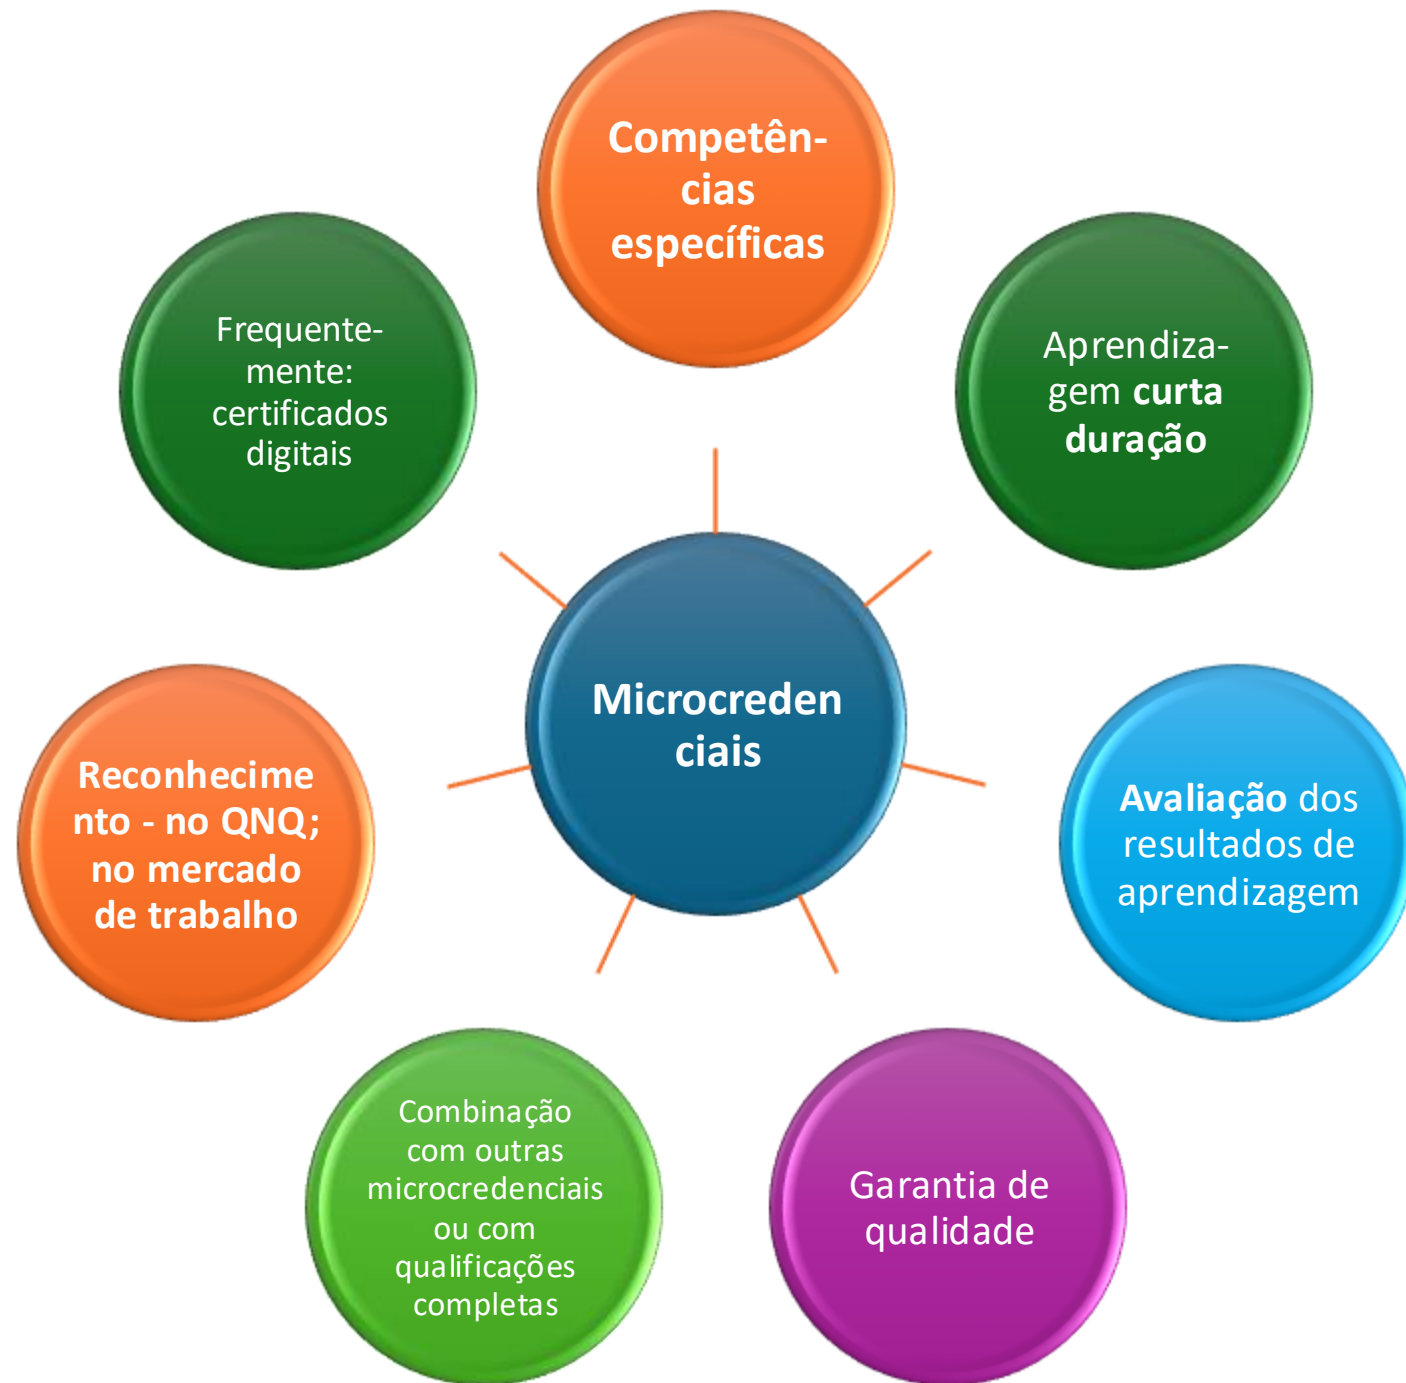 Competên-
cias
específicas
Aprendiza-
gem curta
duração
Avaliação dos
resultados de
aprendizagem
Garantia de
qualidade
Combinação
com outras
microcredenciais
ou com
qualificações
completas
Reconhecime
nto - no QNQ;
no mercado
de trabalho
Frequente-
mente:
certificados
digitais
Microcreden
ciais